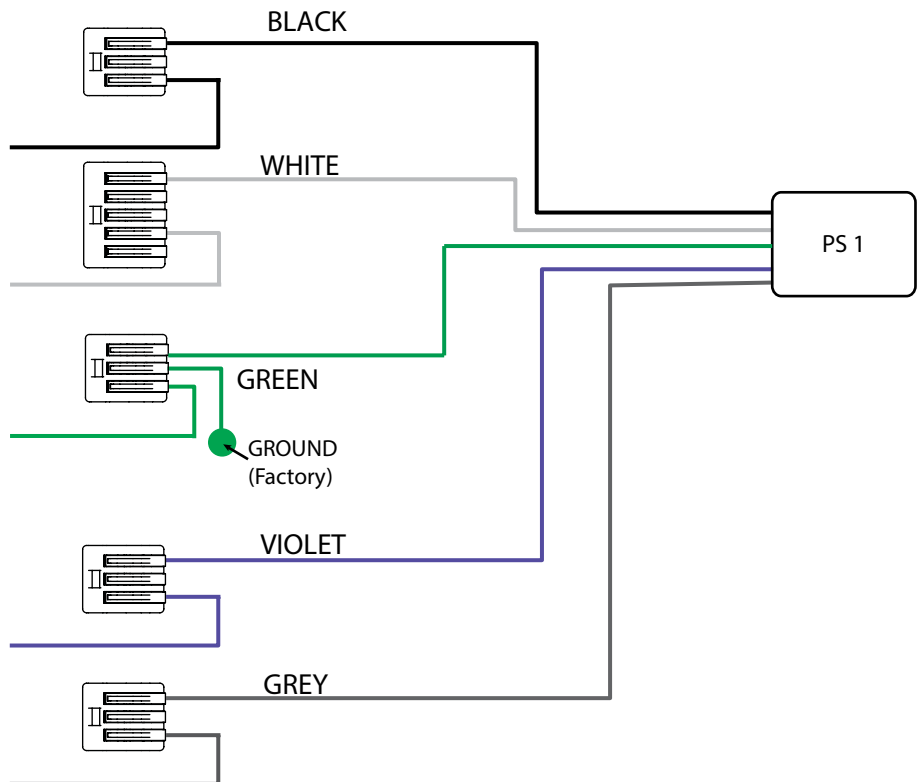 BLACK
WHITE
PS 1
GREEN
GROUND
(Factory)
VIOLET
GREY